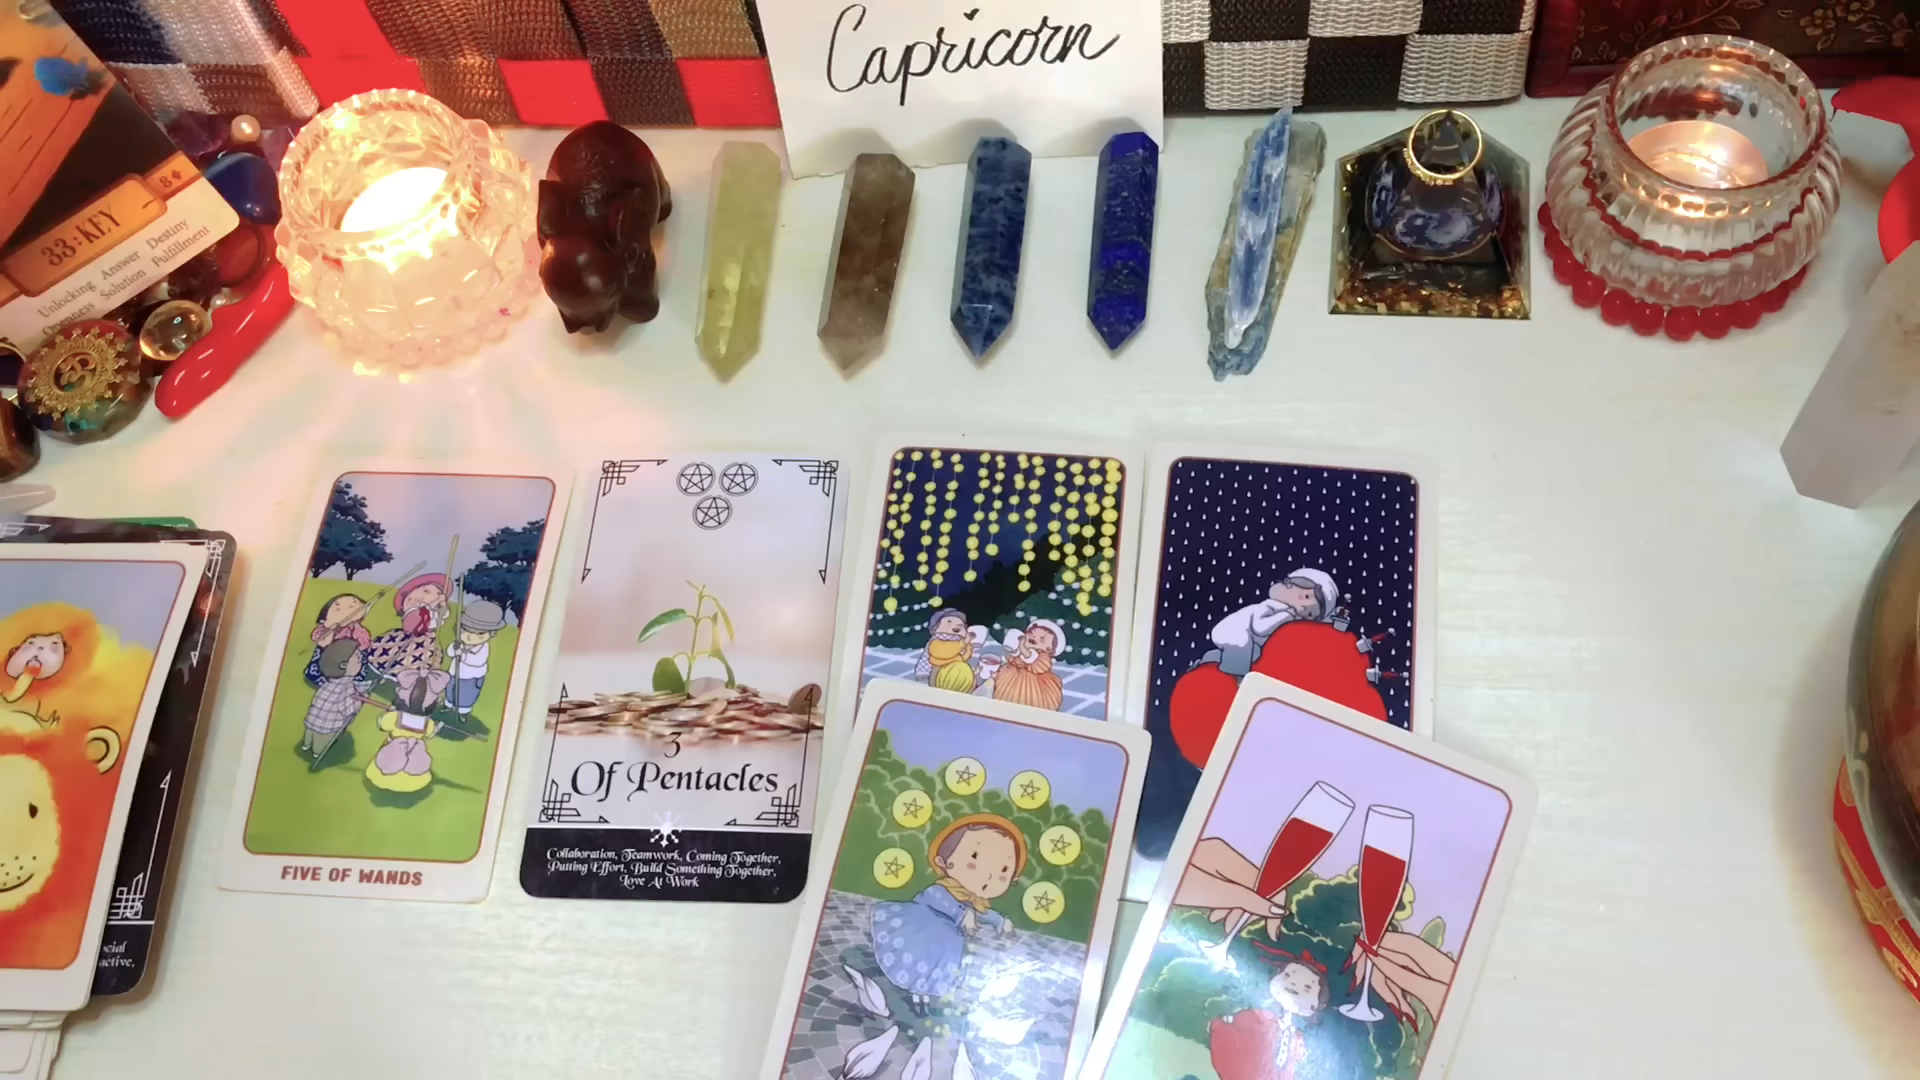 Capricorn
8♦
33: KEY
Unlocking Answer Destiny
Openness Solution Fulfillment
3
Of Pentacles
Collaboration, Teamwork, Coming Together,
Putting Effort, Build Something Together,
Love At Work
FIVE OF WANDS